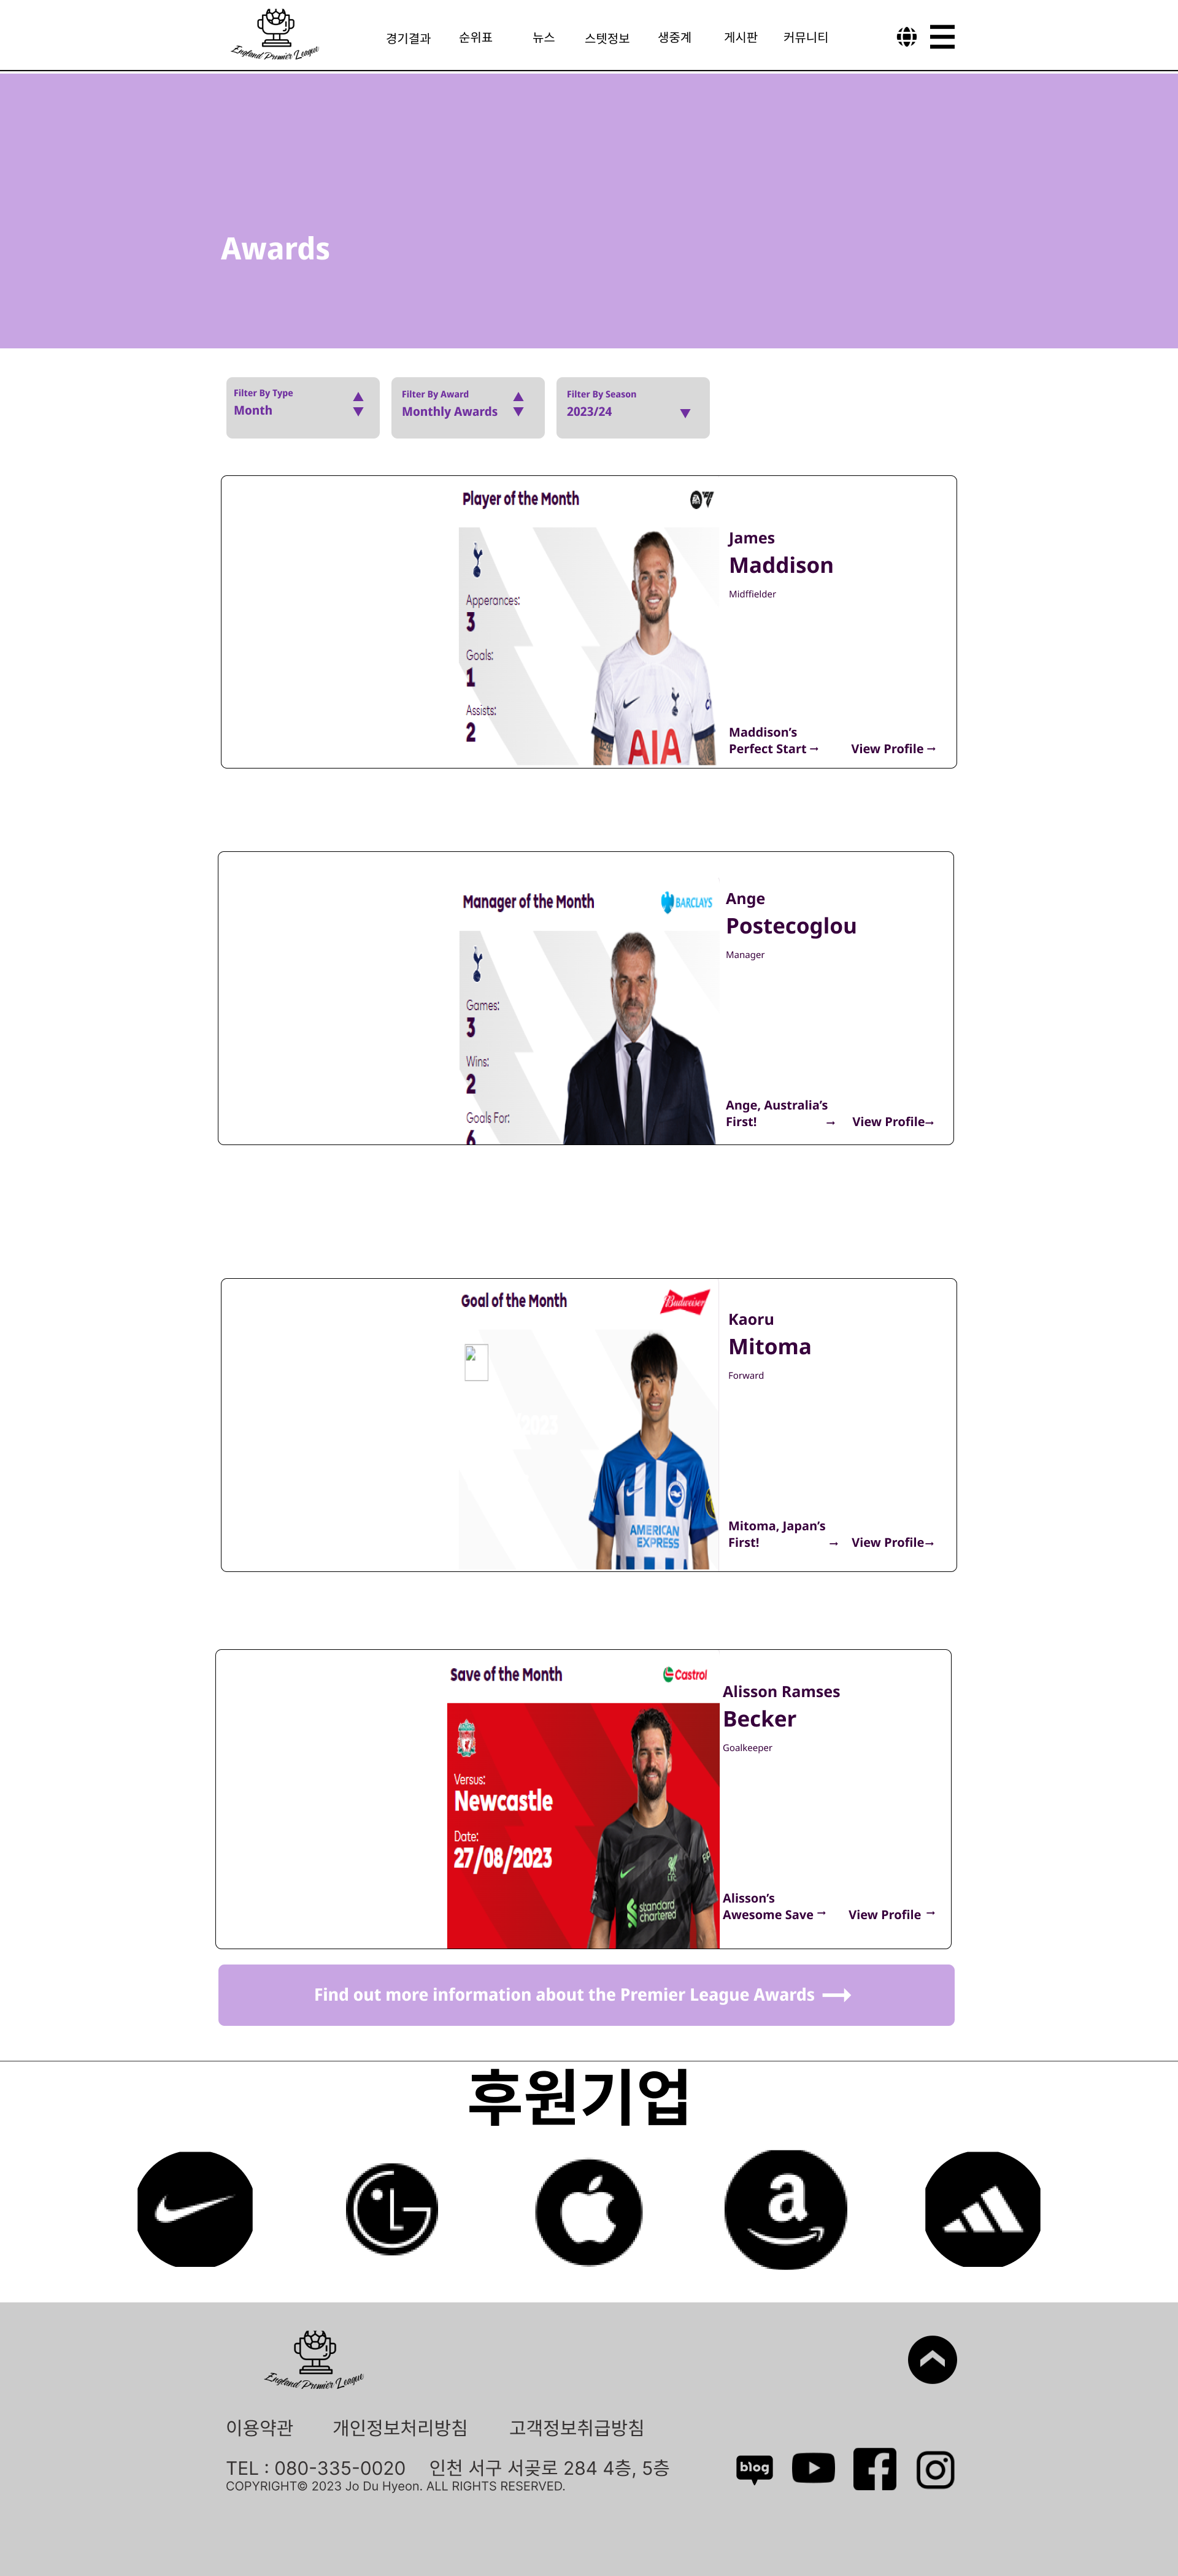 England Premier League
경기결과 순위표 뉴스 스텟정보 생중계 게시판 커뮤니티
Awards
Filter By Type
Month
Filter By Award
Monthly Awards
Filter By Season
2023/24
Player of the Month
Apperances:
3
Goals:
1
Assists:
2
AIA
James
Maddison
Midffielder
Maddison’s
Perfect Start →
View Profile →
Manager of the Month
BARCLAYS
Games:
3
Wins:
2
Goals For:
6
Ange
Postecoglou
Manager
Ange, Australia’s
First! →
View Profile→
Goal of the Month
Budweiser
2023
AMERICAN
EXPRESS
Kaoru
Mitoma
Forward
Mitoma, Japan’s
First! →
View Profile→
Save of the Month
Castrol
Versus:
Newcastle
Date:
27/08/2023
standard
chartered
Alisson Ramses
Becker
Goalkeeper
Alisson’s
Awesome Save →
View Profile →
Find out more information about the Premier League Awards
후원기업
LG
a
England Premier League
이용약관 개인정보처리방침 고객정보취급방침
TEL : 080-335-0020 인천 서구 서곶로 284 4층, 5층
COPYRIGHT© 2023 Jo Du Hyeon. ALL RIGHTS RESERVED.
blog